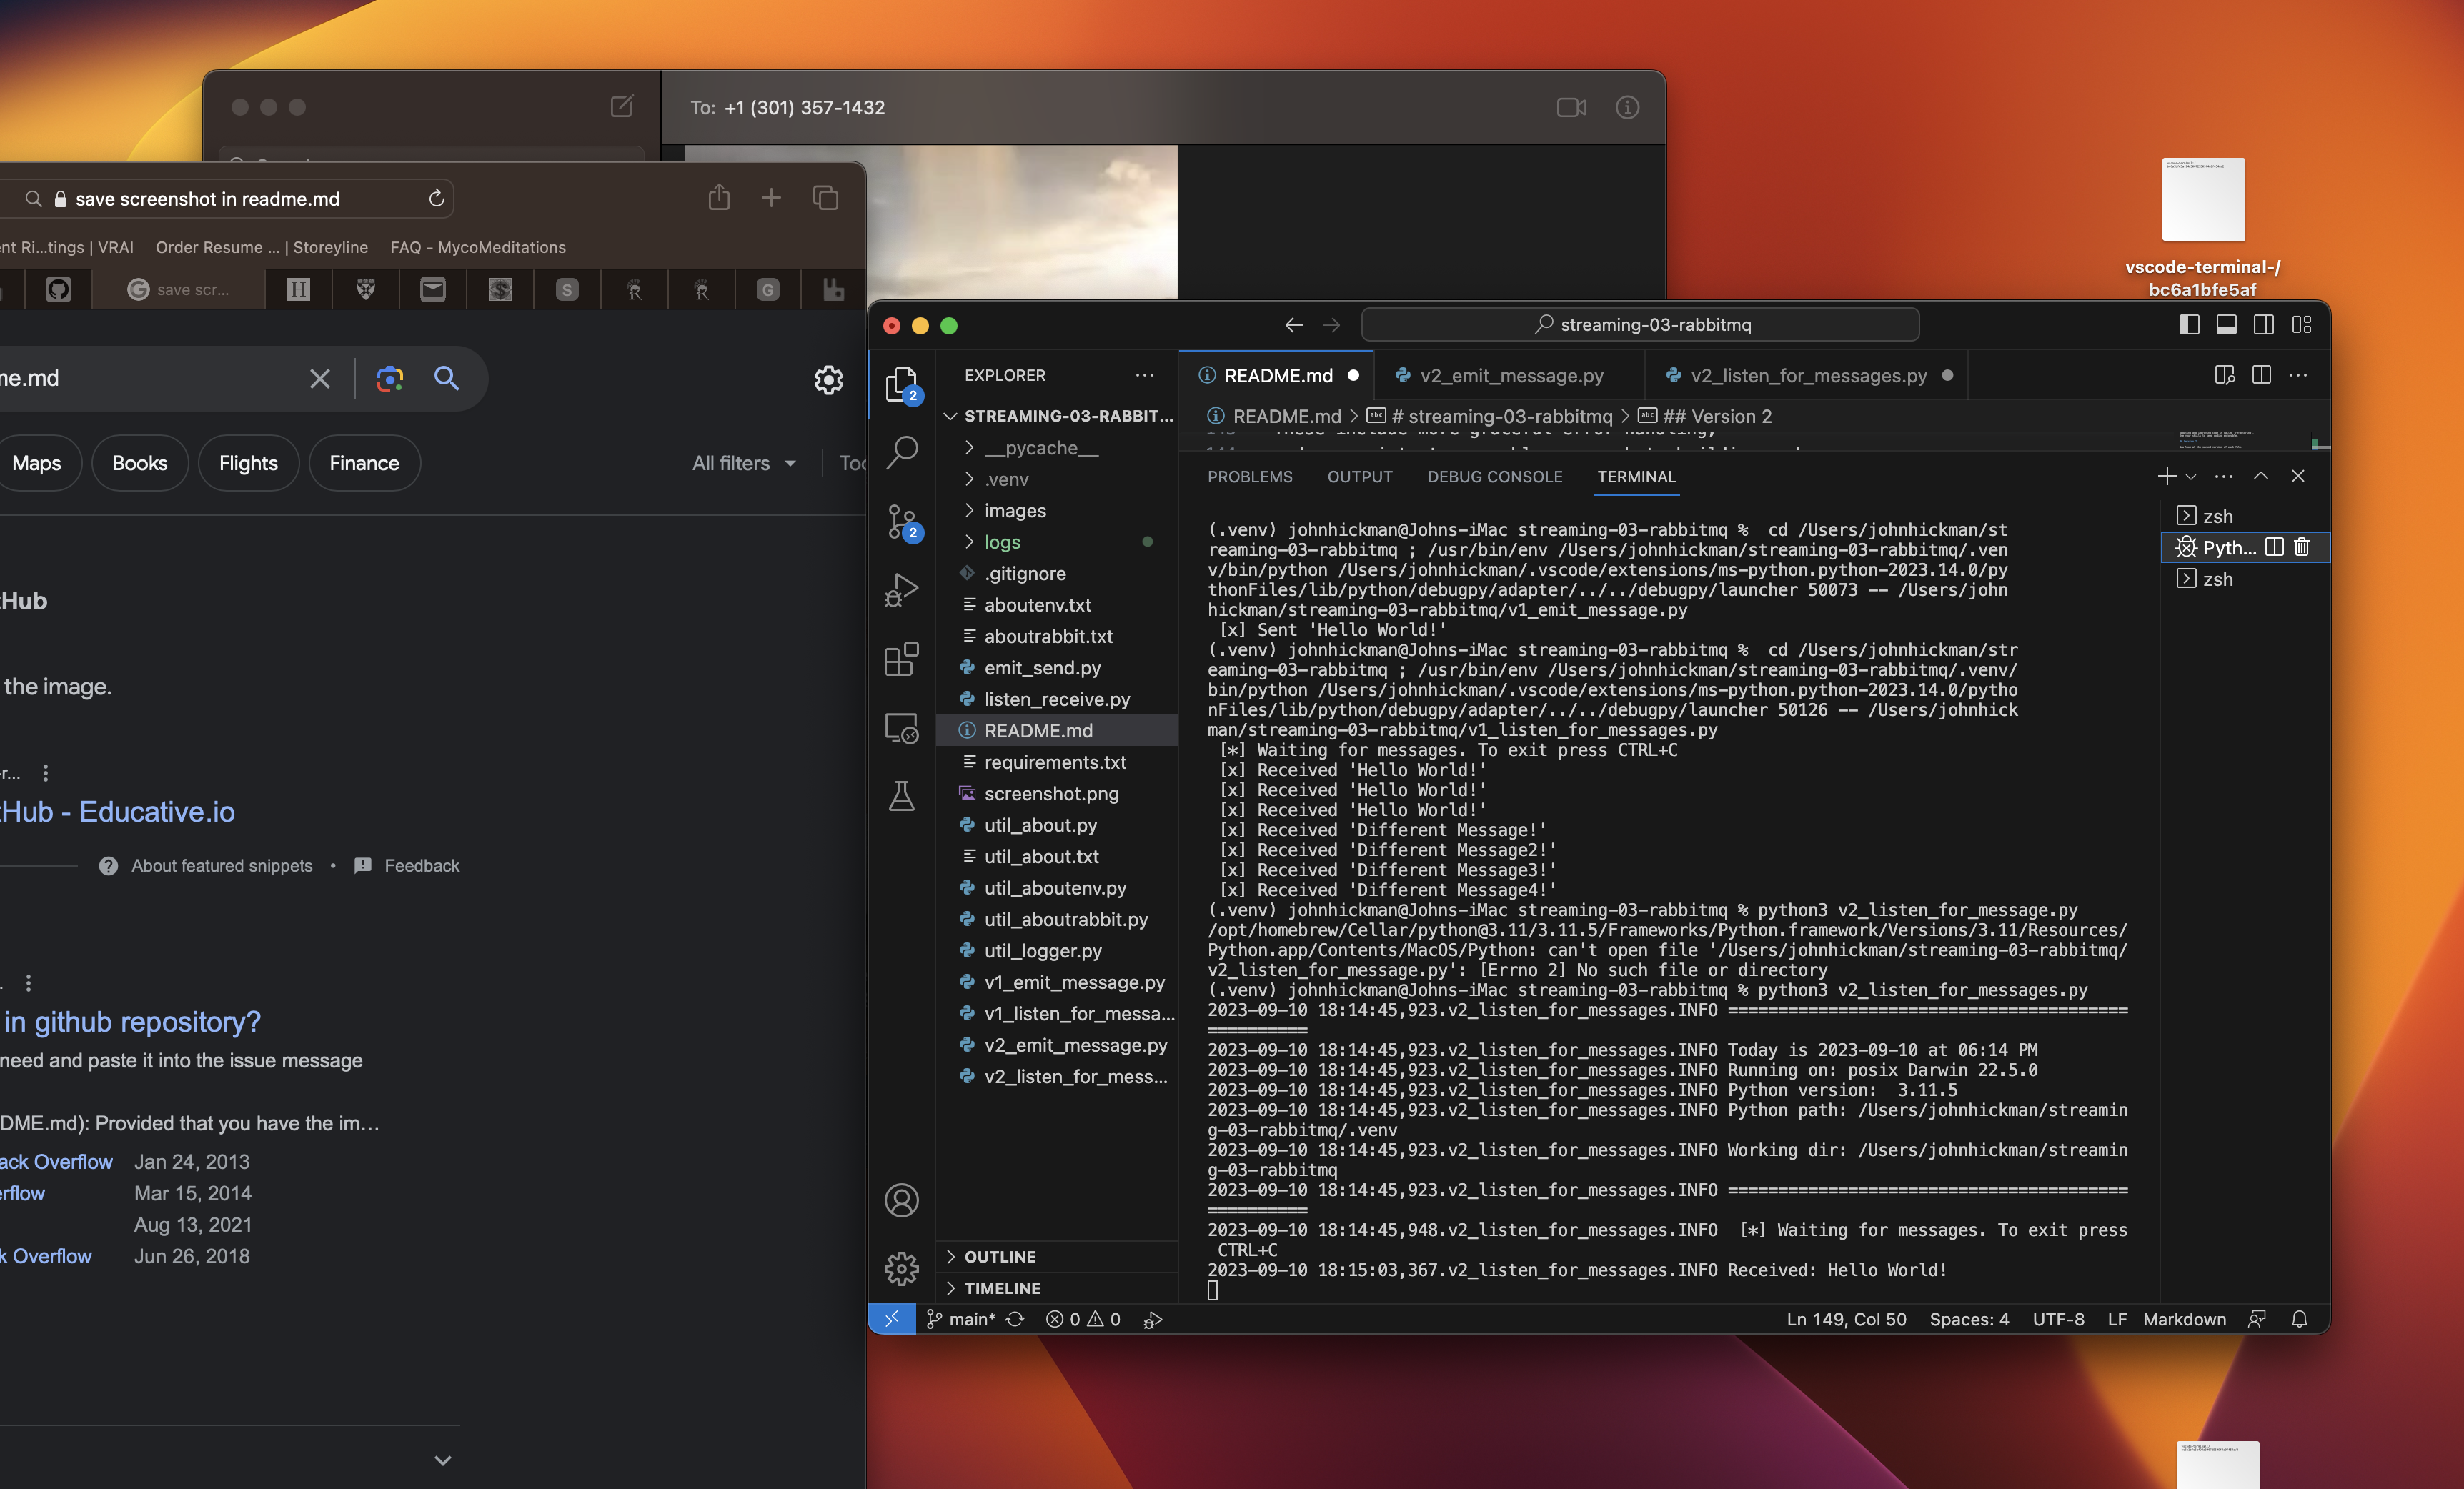 To: +1 (301) 357-1432
save screenshot in readme.md
nt Ri...tings | VRAI
Order Resume ... | Storeyline
FAQ - MycoMeditations
save scr...
H
S
G
ne.md
Maps
Books
Flights
Finance
All filters
Hub
the image.
Hub - Educative.io
About featured snippets
•
Feedback
in github repository?
need and paste it into the issue message
DME.md): Provided that you have the im...
ack Overflow
Jan 24, 2013
erflow
Mar 15, 2014
Aug 13, 2021
k Overflow
Jun 26, 2018
vscode-terminal-/
bc6a1bfe5af
streaming-03-rabbitmq
EXPLORER
README.md
v2_emit_message.py
v2_listen_for_messages.py
2
2
STREAMING-03-RABBIT...
__pycache__
.venv
images
logs
.gitignore
aboutenv.txt
aboutrabbit.txt
emit_send.py
listen_receive.py
README.md
requirements.txt
screenshot.png
util_about.py
util_about.txt
util_aboutenv.py
util_aboutrabbit.py
util_logger.py
v1_emit_message.py
v1_listen_for_messa...
v2_emit_message.py
v2_listen_for_mess...
OUTLINE
TIMELINE
README.md > # streaming-03-rabbitmq > ## Version 2
PROBLEMS
OUTPUT
DEBUG CONSOLE
TERMINAL
(.venv) johnhickman@Johns-iMac streaming-03-rabbitmq %  cd /Users/johnhickman/st
reaming-03-rabbitmq ; /usr/bin/env /Users/johnhickman/streaming-03-rabbitmq/.ven
v/bin/python /Users/johnhickman/.vscode/extensions/ms-python.python-2023.14.0/py
thonFiles/lib/python/debugpy/adapter/../../debugpy/launcher 50073 -- /Users/john
hickman/streaming-03-rabbitmq/v1_emit_message.py
[x] Sent 'Hello World!'
(.venv) johnhickman@Johns-iMac streaming-03-rabbitmq %  cd /Users/johnhickman/str
eaming-03-rabbitmq ; /usr/bin/env /Users/johnhickman/streaming-03-rabbitmq/.venv/
bin/python /Users/johnhickman/.vscode/extensions/ms-python.python-2023.14.0/pytho
nFiles/lib/python/debugpy/adapter/../../debugpy/launcher 50126 -- /Users/johnhick
man/streaming-03-rabbitmq/v1_listen_for_messages.py
[*] Waiting for messages. To exit press CTRL+C
[x] Received 'Hello World!'
[x] Received 'Hello World!'
[x] Received 'Hello World!'
[x] Received 'Different Message!'
[x] Received 'Different Message2!'
[x] Received 'Different Message3!'
[x] Received 'Different Message4!'
(.venv) johnhickman@Johns-iMac streaming-03-rabbitmq % python3 v2_listen_for_message.py
/opt/homebrew/Cellar/python@3.11/3.11.5/Frameworks/Python.framework/Versions/3.11/Resources/
Python.app/Contents/MacOS/Python: can't open file '/Users/johnhickman/streaming-03-rabbitmq/
v2_listen_for_message.py': [Errno 2] No such file or directory
(.venv) johnhickman@Johns-iMac streaming-03-rabbitmq % python3 v2_listen_for_messages.py
2023-09-10 18:14:45,923.v2_listen_for_messages.INFO ========================================
==========
2023-09-10 18:14:45,923.v2_listen_for_messages.INFO Today is 2023-09-10 at 06:14 PM
2023-09-10 18:14:45,923.v2_listen_for_messages.INFO Running on: posix Darwin 22.5.0
2023-09-10 18:14:45,923.v2_listen_for_messages.INFO Python version:  3.11.5
2023-09-10 18:14:45,923.v2_listen_for_messages.INFO Python path: /Users/johnhickman/streamin
g-03-rabbitmq/.venv
2023-09-10 18:14:45,923.v2_listen_for_messages.INFO Working dir: /Users/johnhickman/streamin
g-03-rabbitmq
2023-09-10 18:14:45,923.v2_listen_for_messages.INFO ========================================
==========
2023-09-10 18:14:45,948.v2_listen_for_messages.INFO  [*] Waiting for messages. To exit press
CTRL+C
2023-09-10 18:15:03,367.v2_listen_for_messages.INFO Received: Hello World!
zsh
Pyth...
zsh
main*
0
0
Ln 149, Col 50
Spaces: 4
UTF-8
LF
Markdown